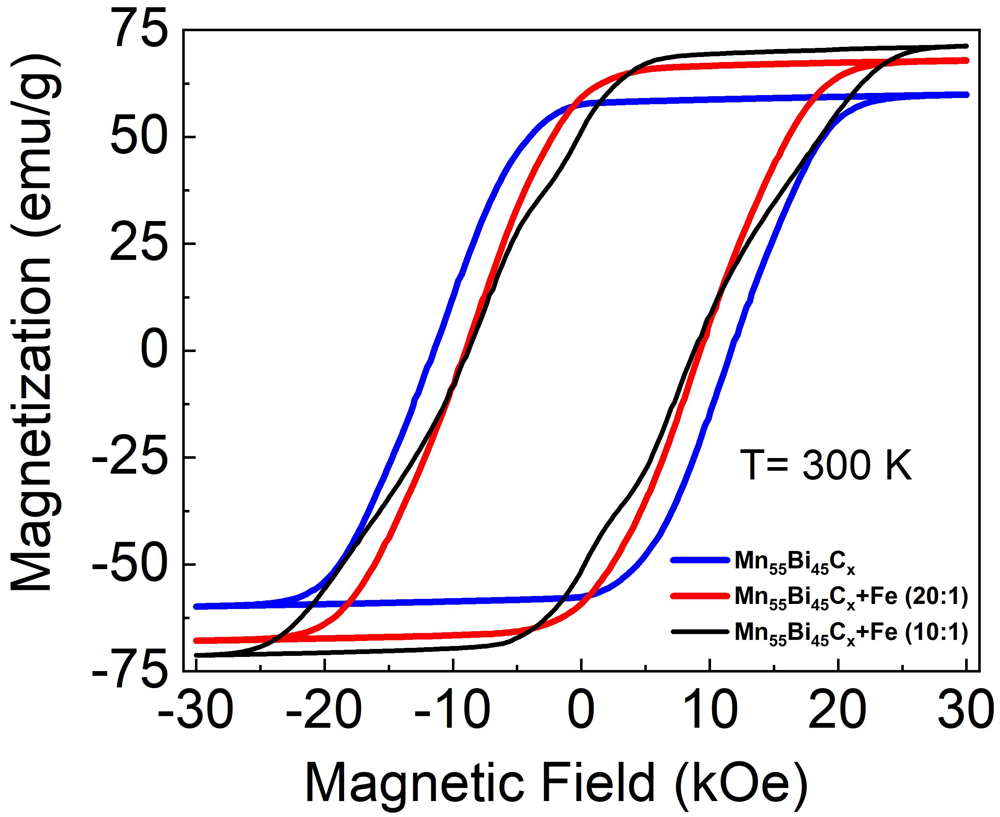 Magnetization (emu/g)
75
50
25
0
-25
-50
-75
T= 300 K
Mn₅₅Bi₄₅Cₓ
Mn₅₅Bi₄₅Cₓ+Fe (20:1)
Mn₅₅Bi₄₅Cₓ+Fe (10:1)
-30 -20 -10 0 10 20 30
Magnetic Field (kOe)